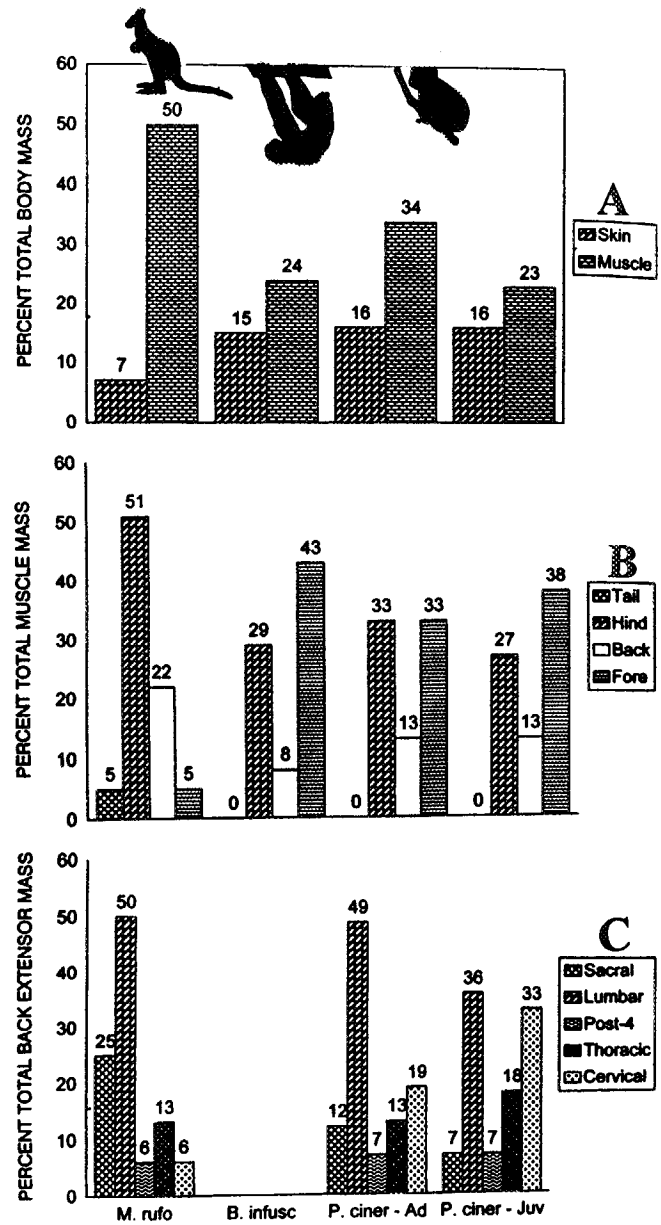 PERCENT TOTAL BODY MASS
60
50
40
30
20
10
0
7
50
15
24
16
34
16
23
A
Skin
Muscle
PERCENT TOTAL MUSCLE MASS
60
50
40
30
20
10
0
5
51
22
5
0
29
8
43
0
33
13
33
0
27
13
38
B
Tail
Hind
Back
Fore
PERCENT TOTAL BACK EXTENSOR MASS
60
50
40
30
20
10
0
25
50
6
13
6
12
49
7
13
19
7
36
7
18
33
C
Sacral
Lumbar
Post-4
Thoracic
Cervical
M. rufo
B. infusc
P. ciner - Ad
P. ciner - Juv